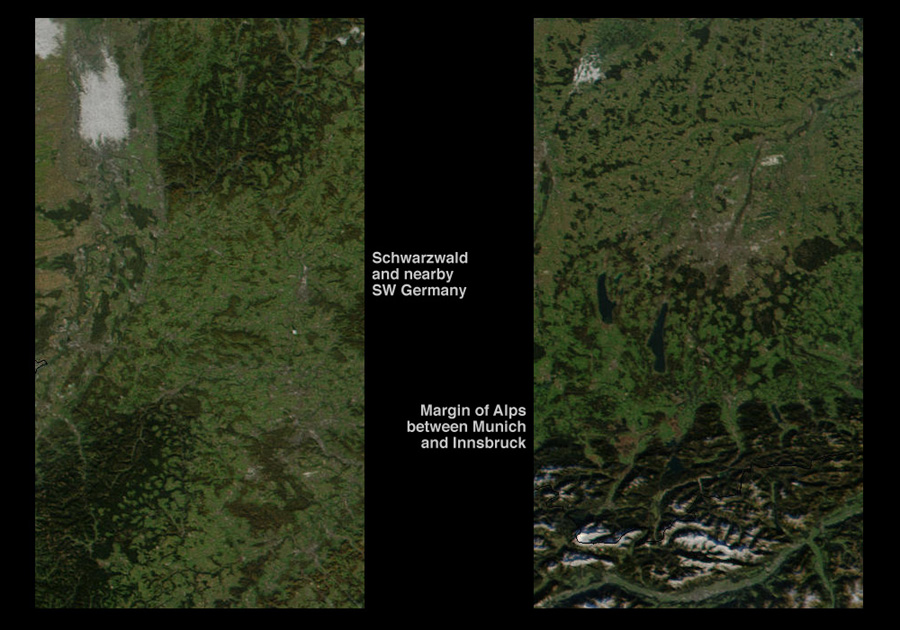 Schwarzwald
and nearby
SW Germany
Margin of Alps
between Munich
and Innsbruck